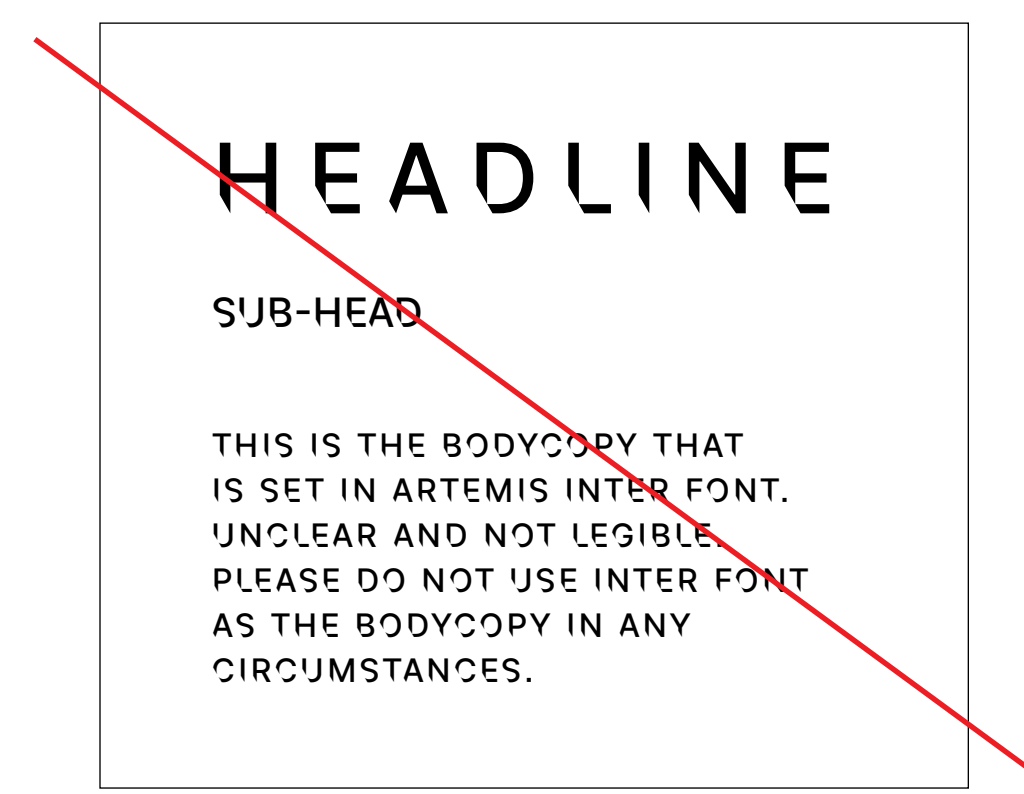 HEADLINE
SUB-HEAD
THIS IS THE BODYCOPY THAT
IS SET IN ARTEMIS INTER FONT.
UNCLEAR AND NOT LEGIBLE.
PLEASE DO NOT USE INTER FONT
AS THE BODYCOPY IN ANY
CIRCUMSTANCES.